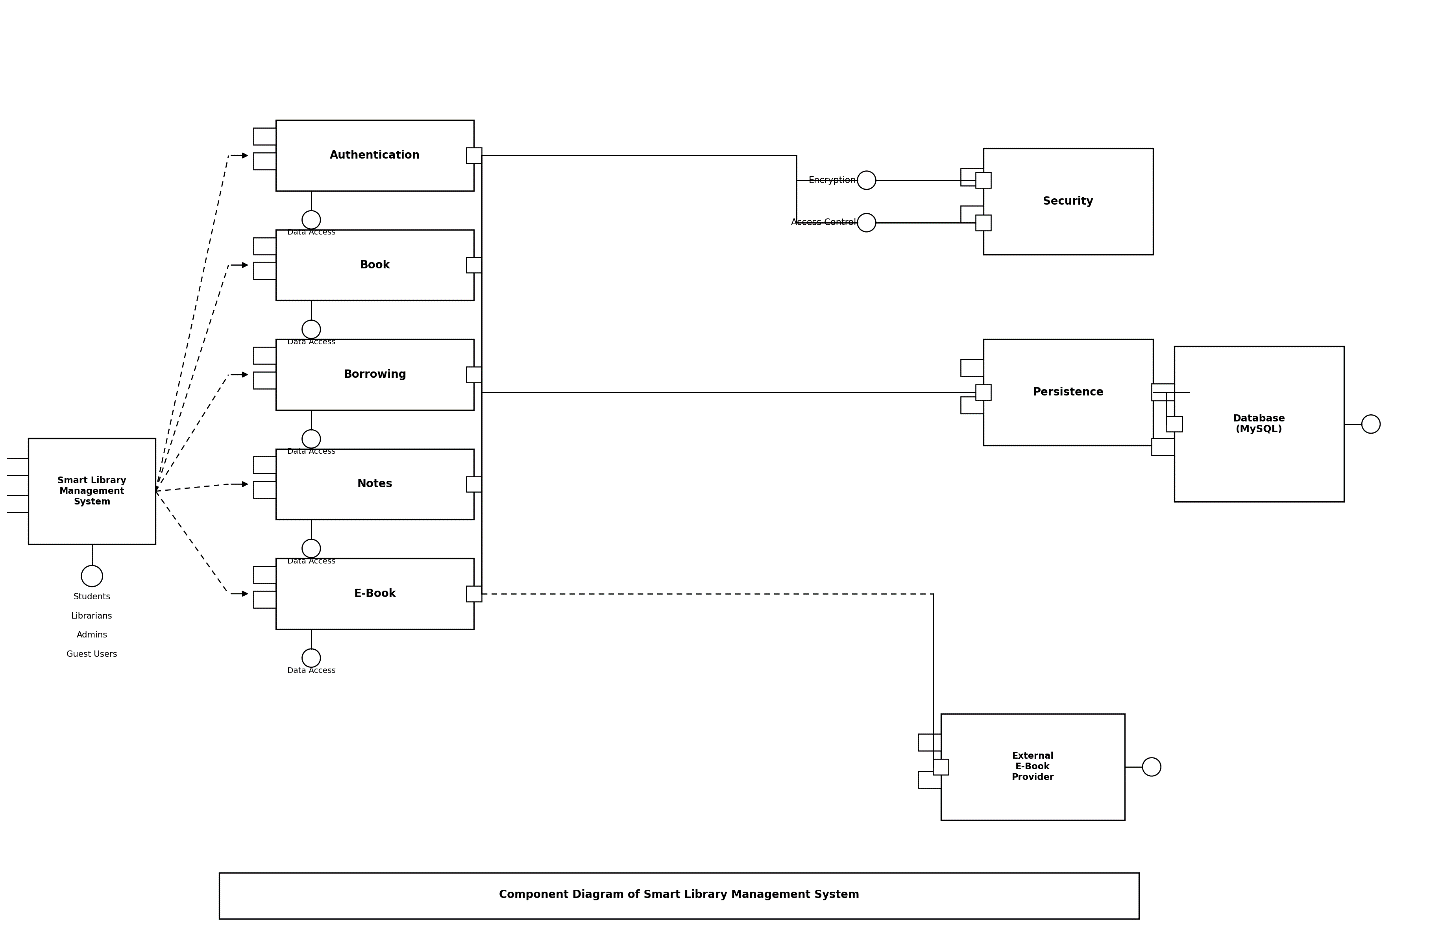 Authentication
Data Access
Encryption
Access Control
Security
Book
Data Access
Borrowing
Data Access
Persistence
Database
(MySQL)
Notes
Data Access
Smart Library
Management
System
Students
Librarians
Admins
Guest Users
E-Book
Data Access
External
E-Book
Provider
Component Diagram of Smart Library Management System